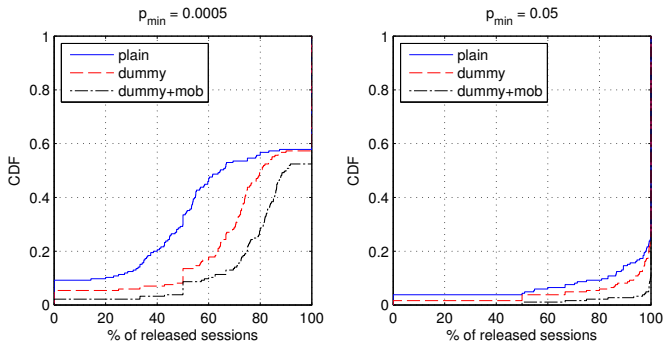 p_min = 0.0005
1
0.8
0.6
0.4
0.2
0
CDF
plain
dummy
dummy+mob
0 20 40 60 80 100
% of released sessions
p_min = 0.05
1
0.8
0.6
0.4
0.2
0
CDF
plain
dummy
dummy+mob
0 20 40 60 80 100
% of released sessions